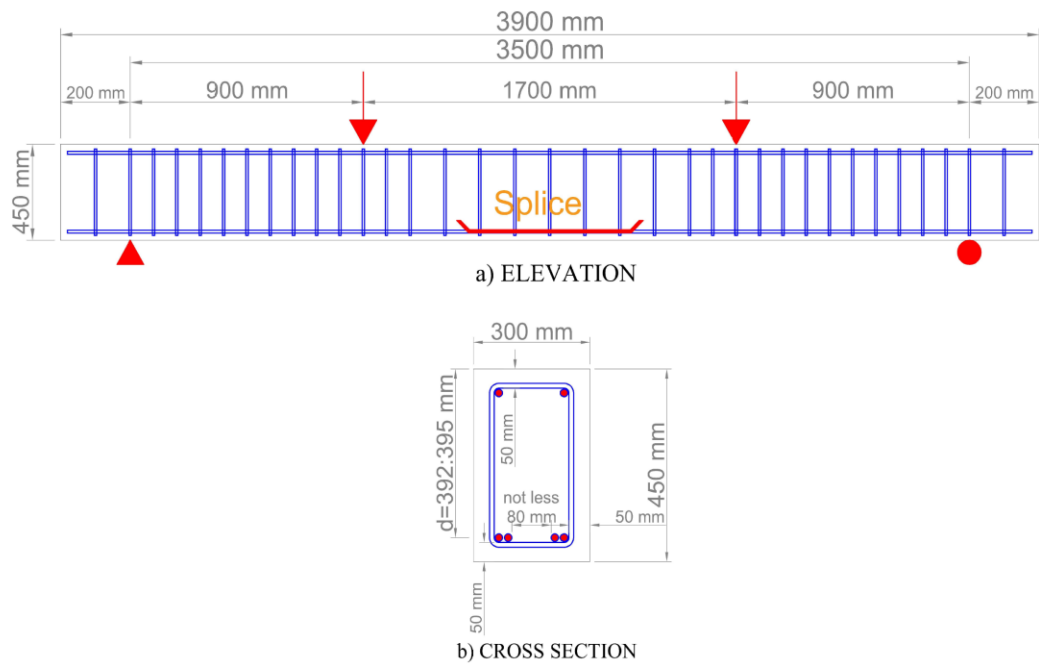 3900 mm
3500 mm
200 mm
900 mm
1700 mm
900 mm
200 mm
450 mm
Splice
a) ELEVATION
300 mm
d=392:395 mm
50 mm
450 mm
not less
80 mm
50 mm
50 mm
b) CROSS SECTION